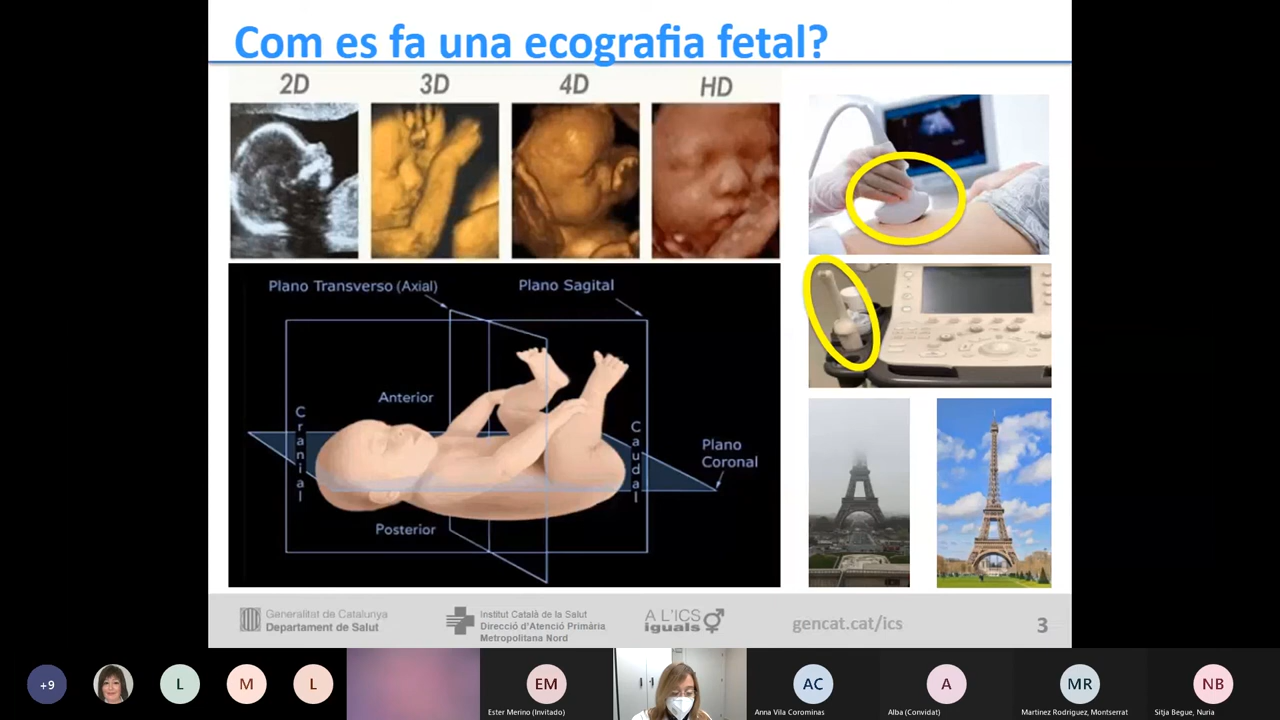 Com es fa una ecografia fetal?
2D 3D 4D HD
Plano Transverso (Axial)
Plano Sagital
Anterior
Cranial
Caudal
Plano
Coronal
Posterior
Generalitat de Catalunya
Departament de Salut
Institut Català de la Salut
Direcció d'Atenció Primària
Metropolitana Nord
A L'ICS
iguals
gencat.cat/ics
3
+9
L
M
L
EM
AC
A
MR
NB
Ester Merino (Invitado)
Anna Vila Corominas
Alba (Convidat)
Martinez Rodriguez, Montserrat
Sitja Begue, Nuria